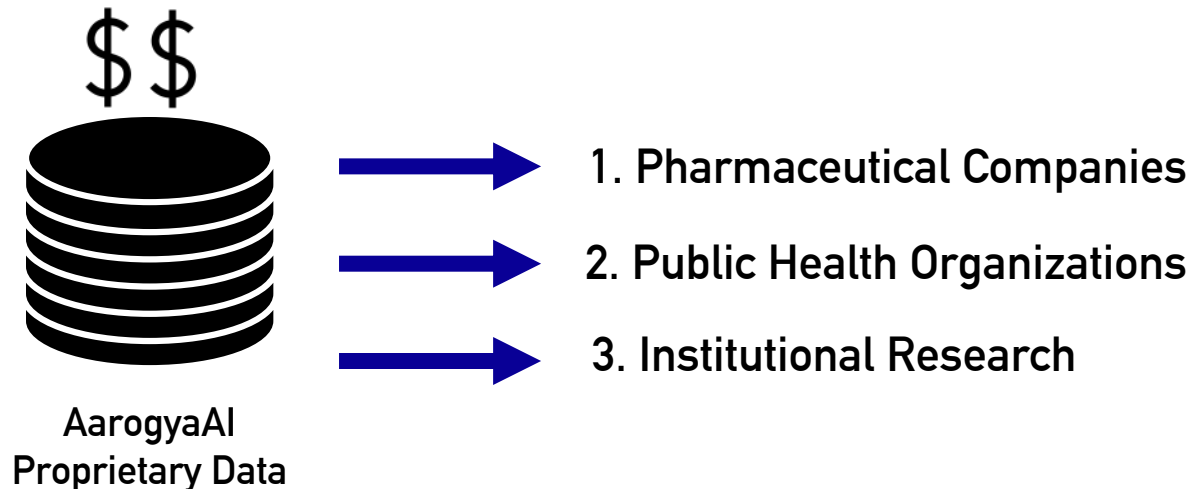 $ $
1. Pharmaceutical Companies
2. Public Health Organizations
3. Institutional Research
AarogyaAI
Proprietary Data